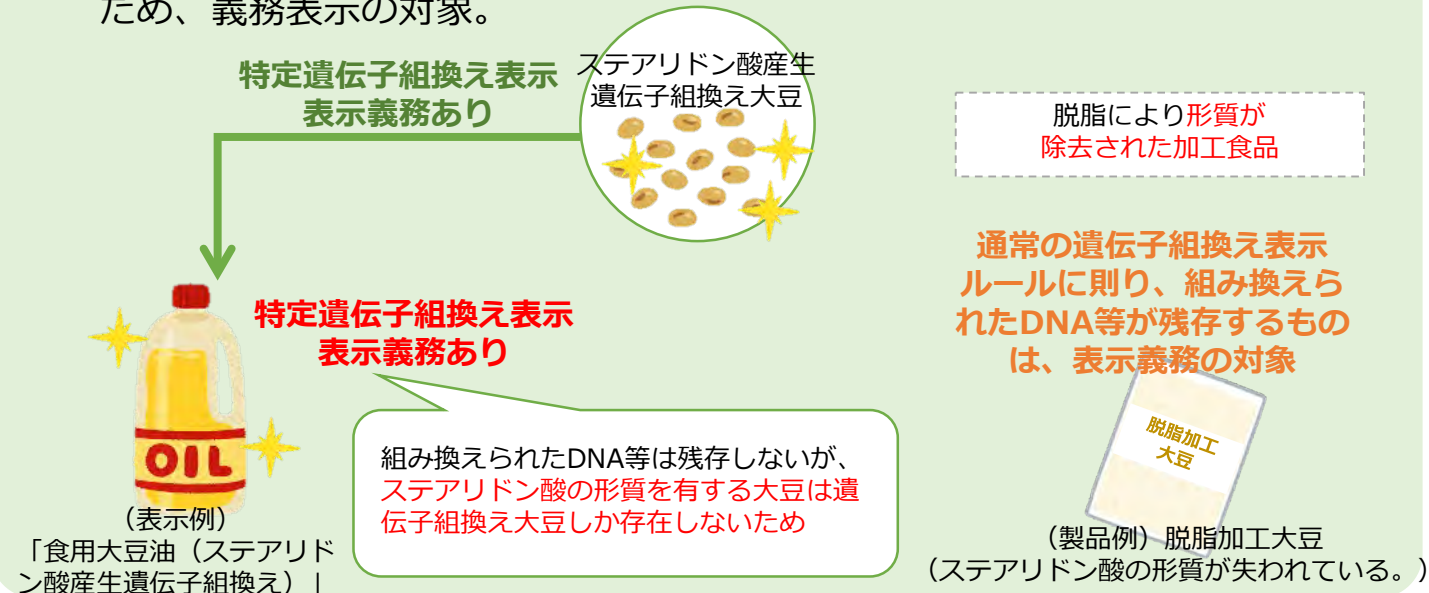 ため、義務表示の対象。
特定遺伝子組換え表示
表示義務あり
ステアリドン酸産生
遺伝子組換え大豆
脱脂により形質が
除去された加工食品
通常の遺伝子組換え表示
ルールに則り、組み換えら
れたDNA等が残存するもの
は、表示義務の対象
特定遺伝子組換え表示
表示義務あり
組み換えられたDNA等は残存しないが、
ステアリドン酸の形質を有する大豆は遺
伝子組換え大豆しか存在しないため
OIL
（表示例）
「食用大豆油（ステアリド
ン酸産生遺伝子組換え）」
脱脂加工
大豆
（製品例）脱脂加工大豆
（ステアリドン酸の形質が失われている。）